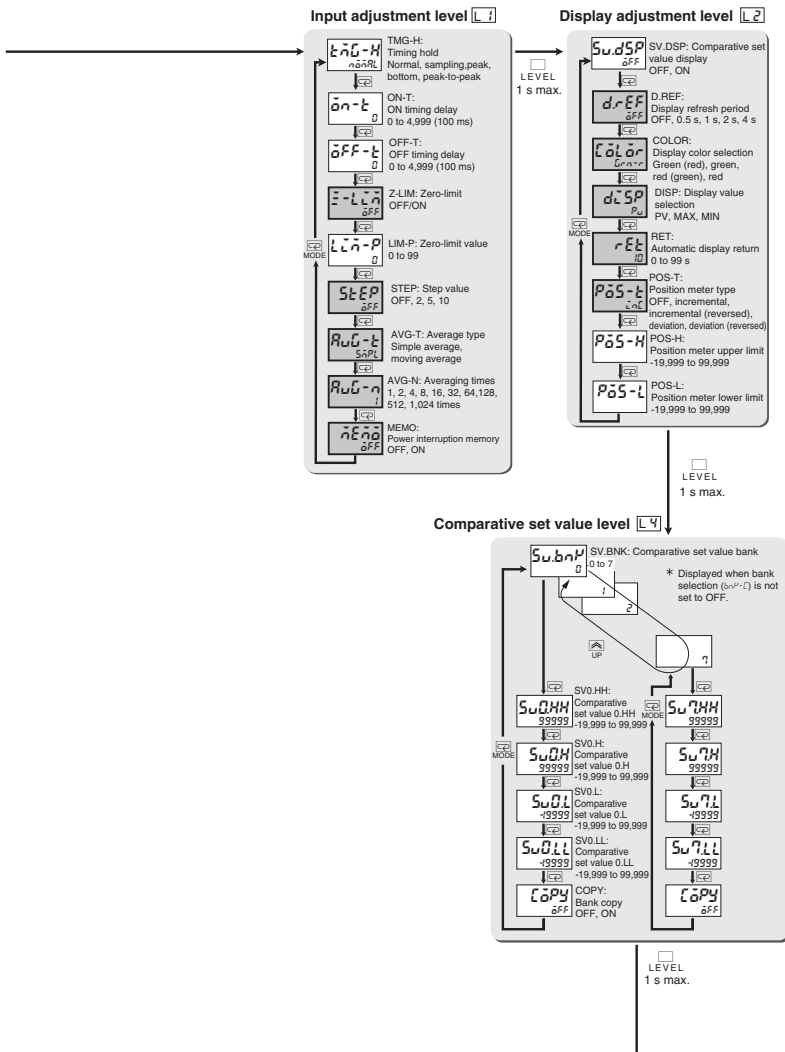 Input adjustment level L1
TMG-H:
Timing hold
Normal, sampling,peak,
bottom, peak-to-peak
ON-T:
ON timing delay
0 to 4,999 (100 ms)
0
OFF-T:
OFF timing delay
0 to 4,999 (100 ms)
0
Z-LIM: Zero-limit
OFF/ON
LIM-P: Zero-limit value
0 to 99
0
STEP: Step value
OFF, 2, 5, 10
AVG-T: Average type
Simple average,
moving average
AVG-N: Averaging times
1, 2, 4, 8, 16, 32, 64,128,
512, 1,024 times
1
MEMO:
Power interruption memory
OFF, ON
MODE
LEVEL
1 s max.
Display adjustment level L2
SV.DSP: Comparative set
value display
OFF, ON
D.REF:
Display refresh period
OFF, 0.5 s, 1 s, 2 s, 4 s
COLOR:
Display color selection
Green (red), green,
red (green), red
DISP: Display value
selection
PV, MAX, MIN
RET:
Automatic display return
0 to 99 s
10
POS-T:
Position meter type
OFF, incremental,
incremental (reversed),
deviation, deviation (reversed)
POS-H:
Position meter upper limit
-19,999 to 99,999
POS-L:
Position meter lower limit
-19,999 to 99,999
MODE
LEVEL
1 s max.
Comparative set value level L4
SV.BNK: Comparative set value bank
0 to 7
0
1
2
7
* Displayed when bank
selection (bnK-C) is not
set to OFF.
UP
SV0.HH:
Comparative
set value 0.HH
-19,999 to 99,999
99999
SV0.H:
Comparative
set value 0.H
-19,999 to 99,999
99999
SV0.L:
Comparative
set value 0.L
-19,999 to 99,999
-19999
SV0.LL:
Comparative
set value 0.LL
-19,999 to 99,999
-19999
COPY:
Bank copy
OFF, ON
MODE
MODE
99999
99999
-19999
-19999
LEVEL
1 s max.